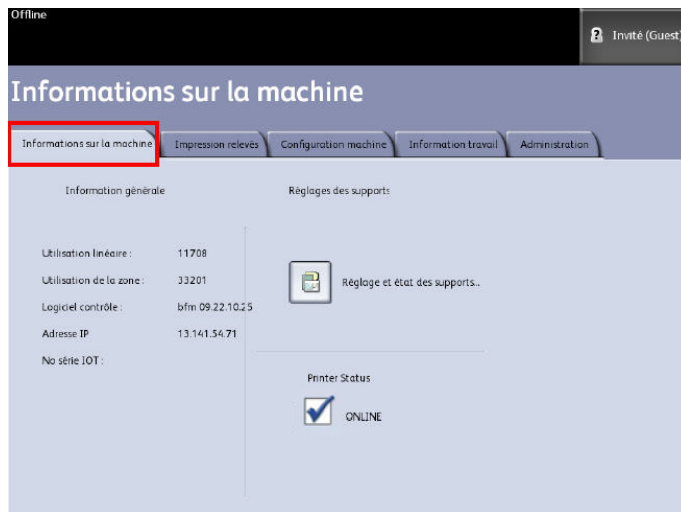 Offline
Invité (Guest)
Informations sur la machine
Informations sur la machine
Impression relevés
Configuration machine
Information travail
Administration
Information générale
Réglages des supports
Utilisation linéaire :
11708
Utilisation de la zone :
33201
Réglage et état des supports...
Logiciel contrôle :
bfm 09.22.10.25
Adresse IP
13.141.54.71
No série IOT :
Printer Status
ONLINE